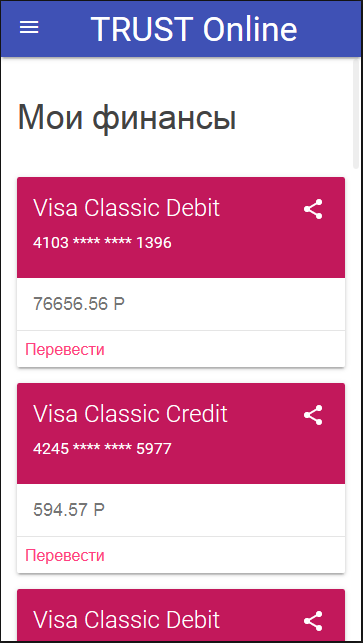 TRUST Online
Мои финансы
Visa Classic Debit
4103 **** **** 1396
76656.56 Р
Перевести
Visa Classic Credit
4245 **** **** 5977
594.57 Р
Перевести
Visa Classic Debit